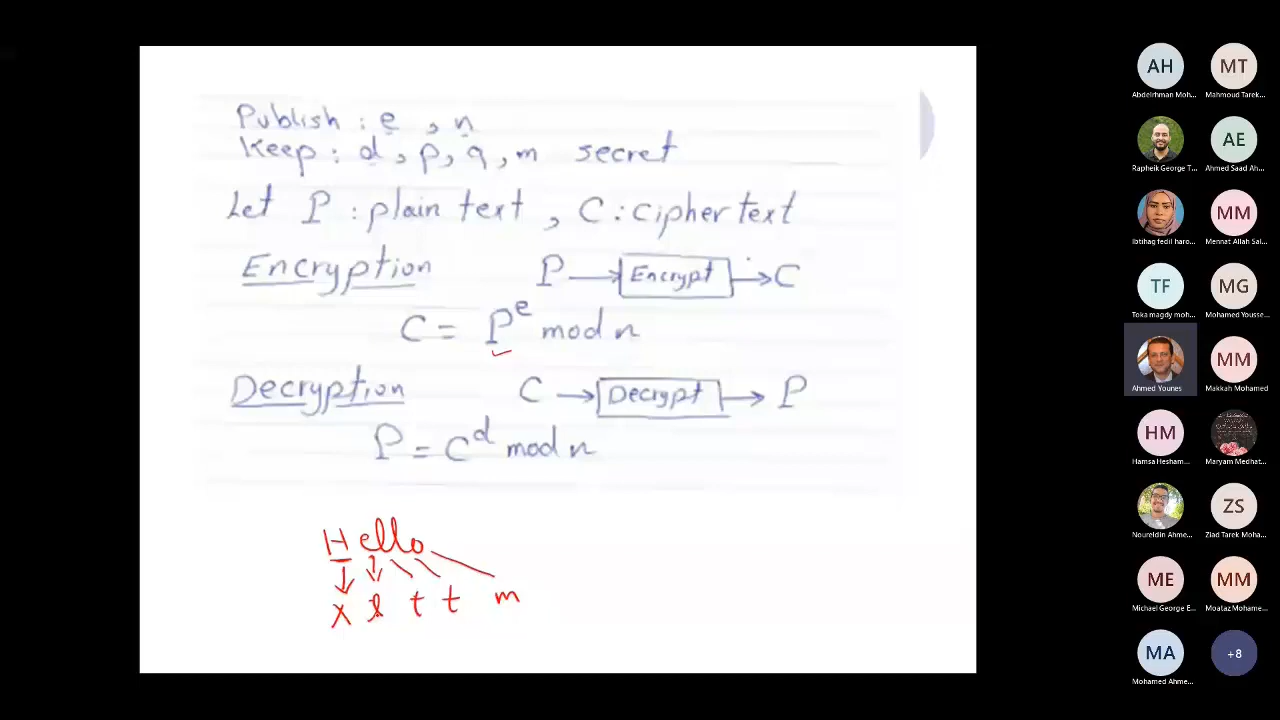 Publish : e , n
Keep : d , p , q , m secret
Let P : plain text , C : cipher text
Encryption P → Encrypt → C
C = P^e mod n
Decryption C → Decrypt → P
P = C^d mod n
Hello
x t t m
AH MT
Abdelrhman Moh... Mahmoud Tarek...
AE
Rapheik George T... Ahmed Saad Ah...
MM
Ibtihag fedil haro... Mennat Allah Sal...
TF MG
Toka magdy moh... Mohamed Yousse...
MM
Ahmed Younes Makkah Mohamed
HM
Hamsa Hesham... Maryam Medhat...
ZS
Noureldin Ahme... Ziad Tarek Moha...
ME MM
Michael George E... Moataz Mohame...
MA +8
Mohamed Ahme...